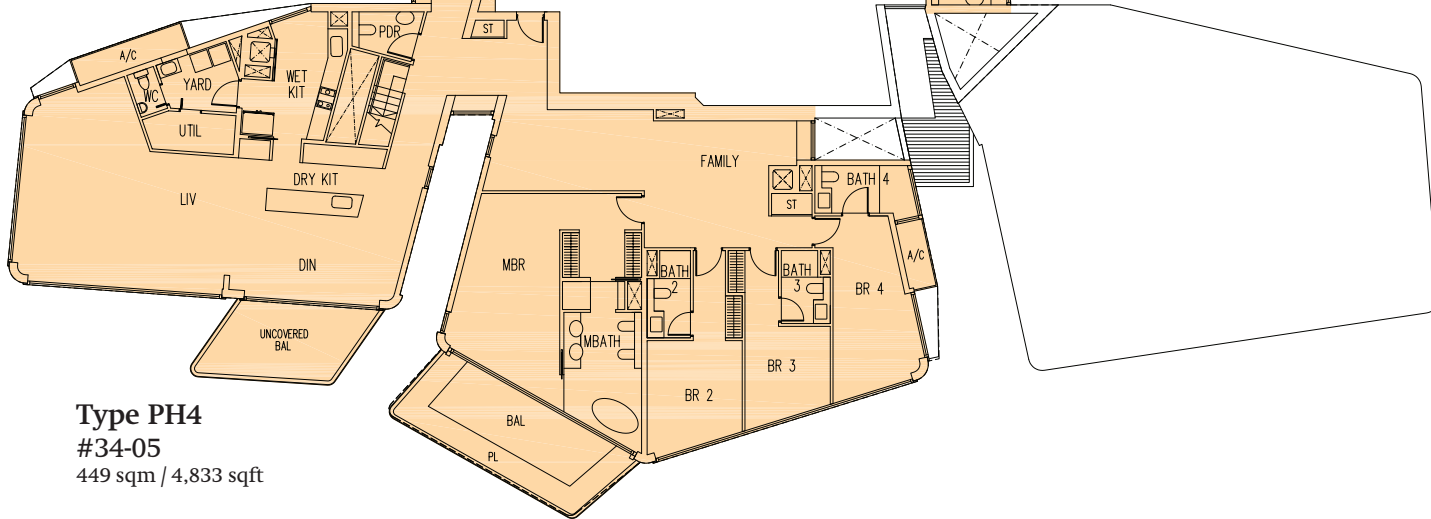 ST
PDR
A/C
WET
KIT
YARD
WC
UTIL
FAMILY
DRY KIT
BATH 4
LIV
ST
A/C
DIN
MBR
BATH
2
BATH
3
BR 4
UNCOVERED
BAL
MBATH
BR 3
BR 2
BAL
PL
Type PH4
#34-05
449 sqm / 4,833 sqft